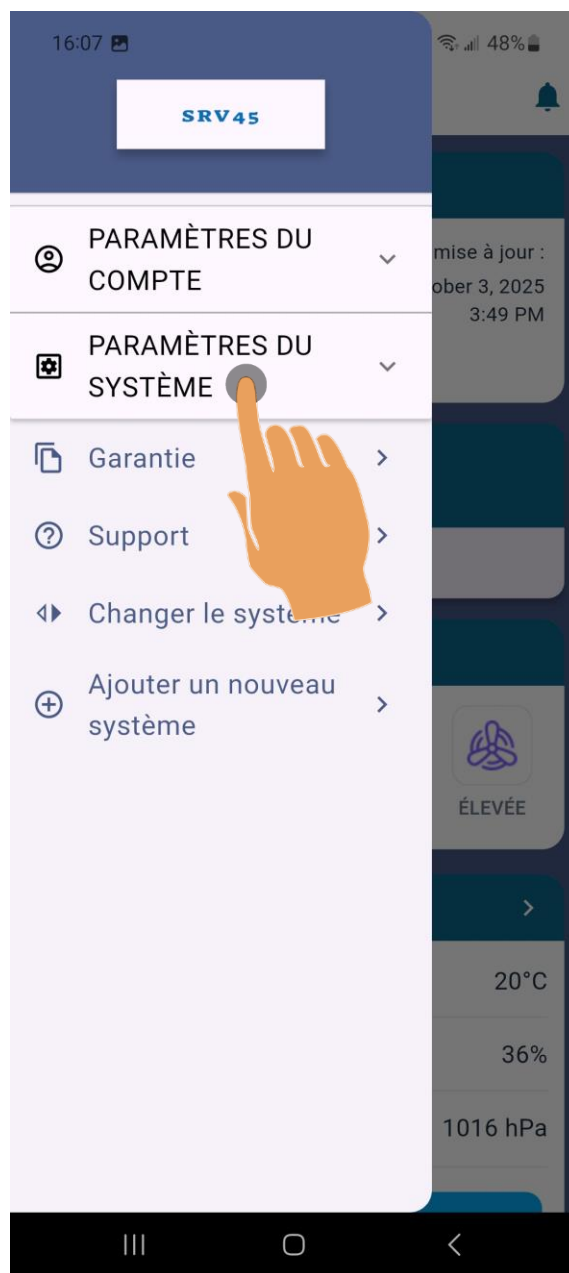 16:07
48%
SRV45
PARAMÈTRES DU
COMPTE
mise à jour :
ober 3, 2025
3:49 PM
PARAMÈTRES DU
SYSTÈME
Garantie
Support
Changer le système
Ajouter un nouveau
système
ÉLEVÉE
20°C
36%
1016 hPa